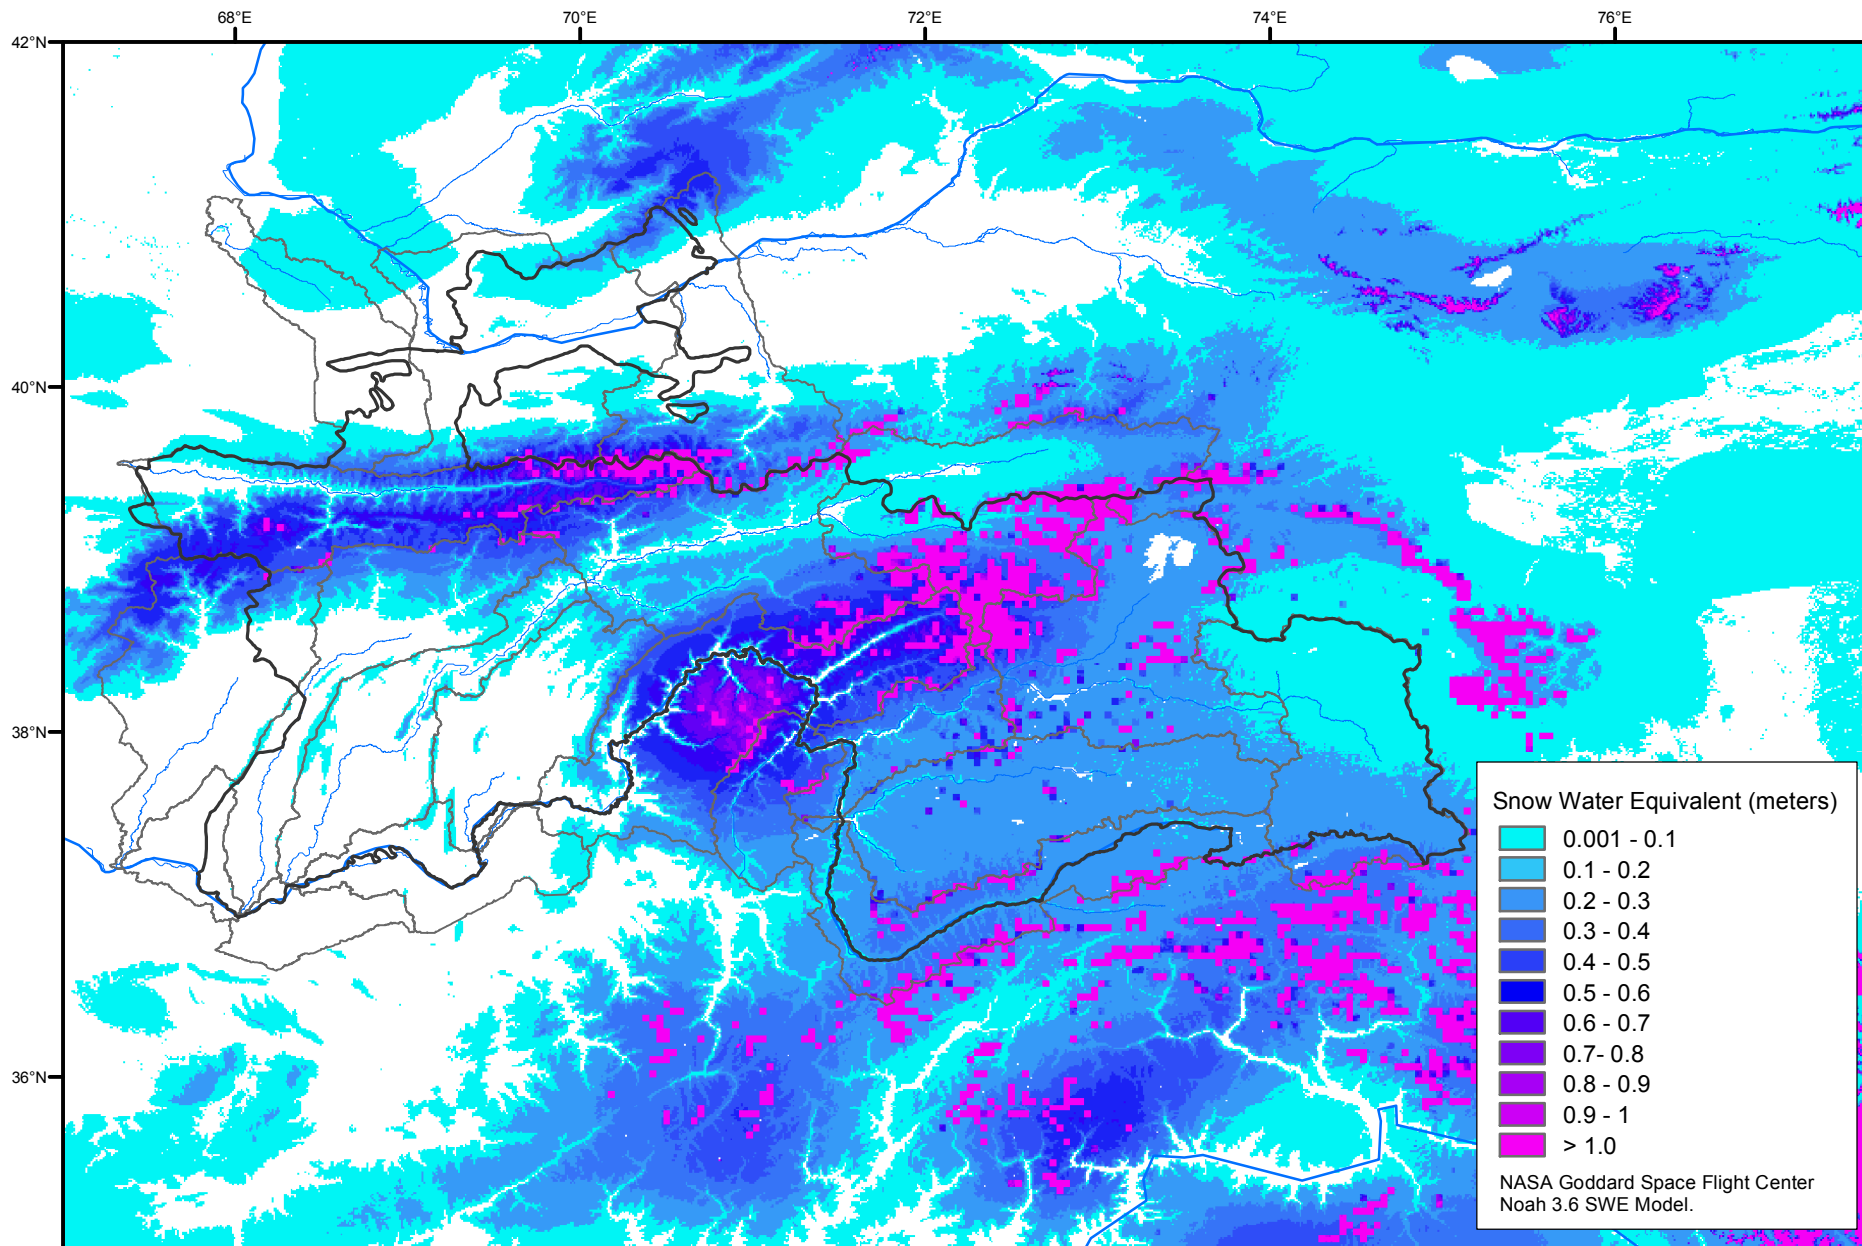 68°E
70°E
72°E
74°E
76°E
42°N
40°N
38°N
36°N
Snow Water Equivalent (meters)
0.001 - 0.1
0.1 - 0.2
0.2 - 0.3
0.3 - 0.4
0.4 - 0.5
0.5 - 0.6
0.6 - 0.7
0.7- 0.8
0.8 - 0.9
0.9 - 1
> 1.0
NASA Goddard Space Flight Center
Noah 3.6 SWE Model.